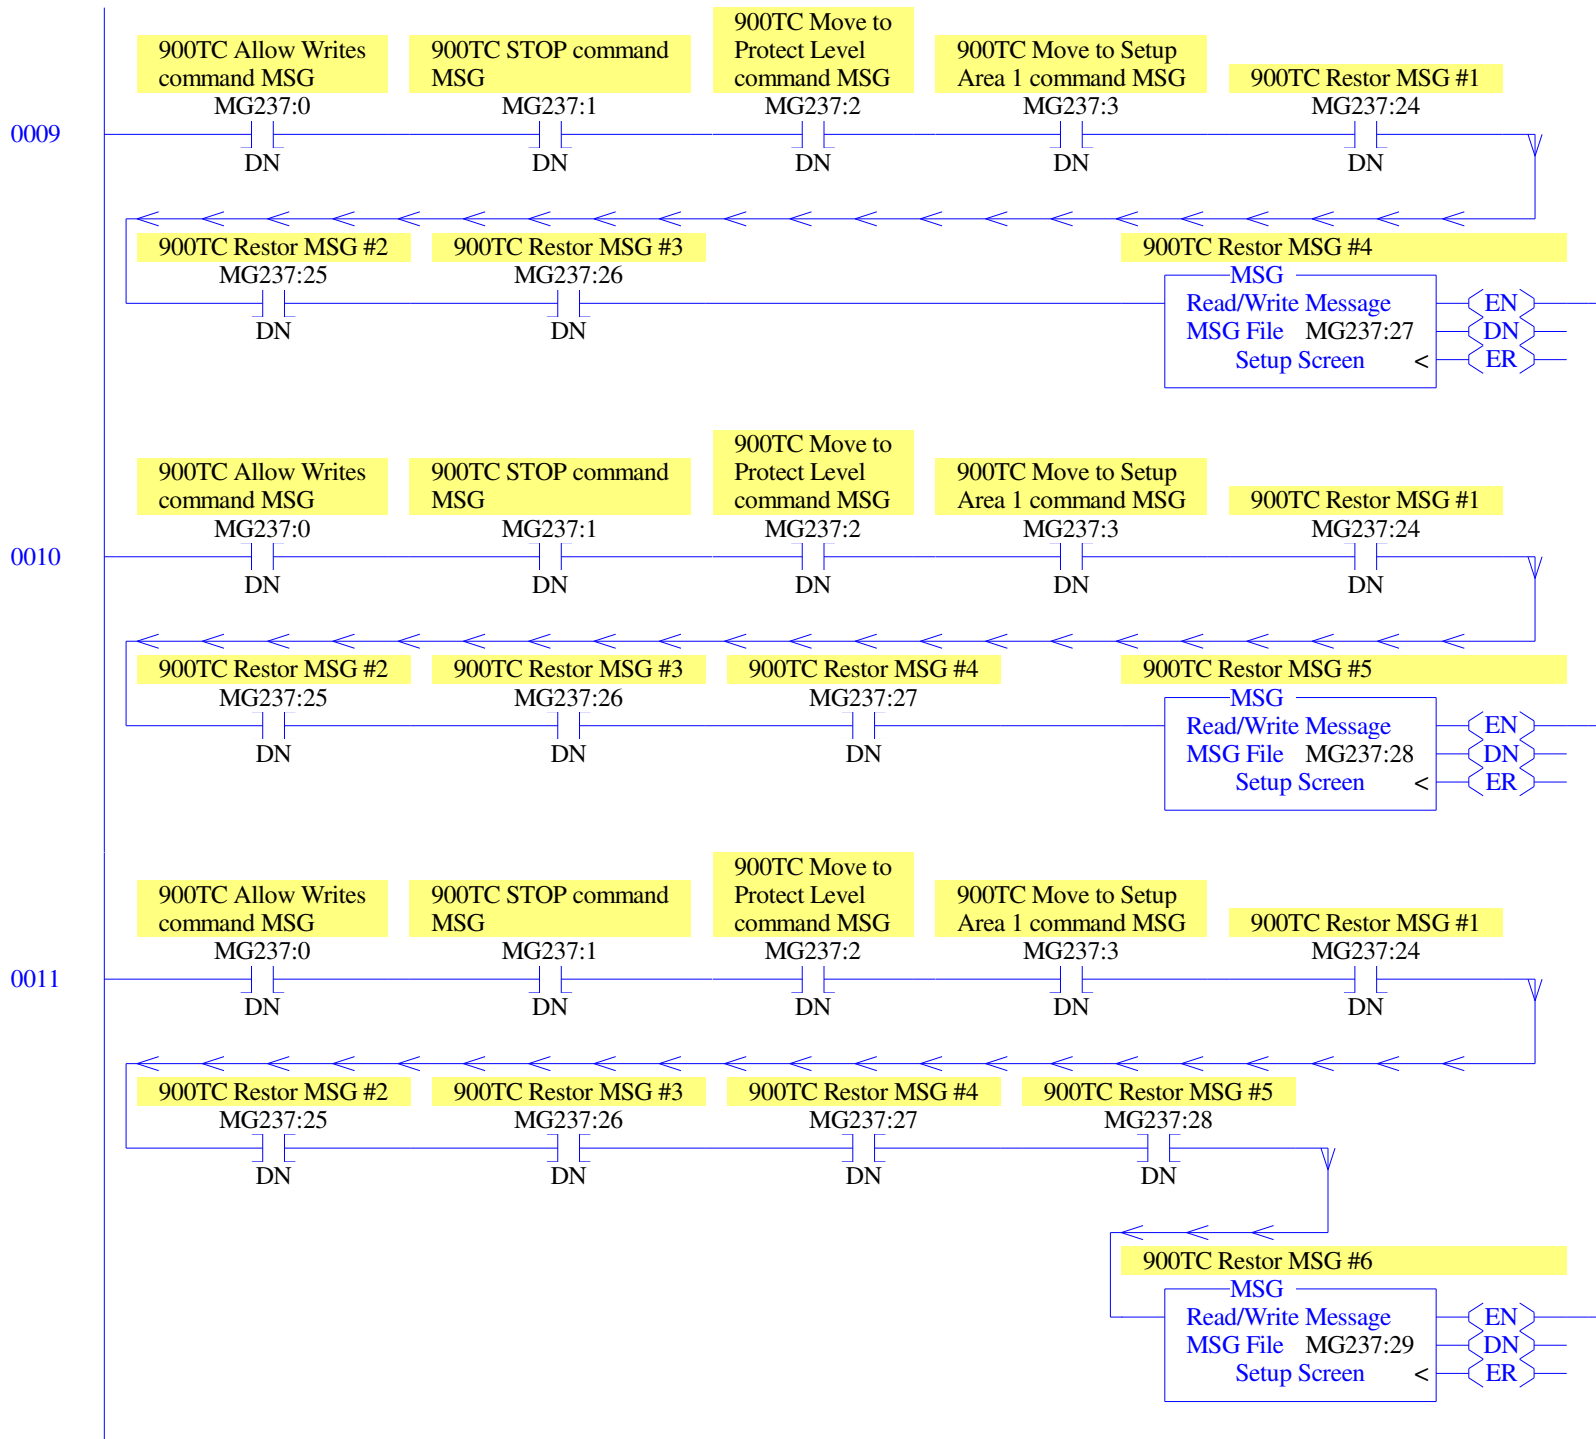 900TC Allow Writes
command MSG
MG237:0
DN
900TC STOP command
MSG
MG237:1
DN
900TC Move to
Protect Level
command MSG
MG237:2
DN
900TC Move to Setup
Area 1 command MSG
MG237:3
DN
900TC Restor MSG #1
MG237:24
DN
0009
900TC Restor MSG #2
MG237:25
DN
900TC Restor MSG #3
MG237:26
DN
900TC Restor MSG #4
MSG
Read/Write Message
MSG File MG237:27
Setup Screen <
EN
DN
ER
900TC Allow Writes
command MSG
MG237:0
DN
900TC STOP command
MSG
MG237:1
DN
900TC Move to
Protect Level
command MSG
MG237:2
DN
900TC Move to Setup
Area 1 command MSG
MG237:3
DN
900TC Restor MSG #1
MG237:24
DN
0010
900TC Restor MSG #2
MG237:25
DN
900TC Restor MSG #3
MG237:26
DN
900TC Restor MSG #4
MG237:27
DN
900TC Restor MSG #5
MSG
Read/Write Message
MSG File MG237:28
Setup Screen <
EN
DN
ER
900TC Allow Writes
command MSG
MG237:0
DN
900TC STOP command
MSG
MG237:1
DN
900TC Move to
Protect Level
command MSG
MG237:2
DN
900TC Move to Setup
Area 1 command MSG
MG237:3
DN
900TC Restor MSG #1
MG237:24
DN
0011
900TC Restor MSG #2
MG237:25
DN
900TC Restor MSG #3
MG237:26
DN
900TC Restor MSG #4
MG237:27
DN
900TC Restor MSG #5
MG237:28
DN
900TC Restor MSG #6
MSG
Read/Write Message
MSG File MG237:29
Setup Screen <
EN
DN
ER